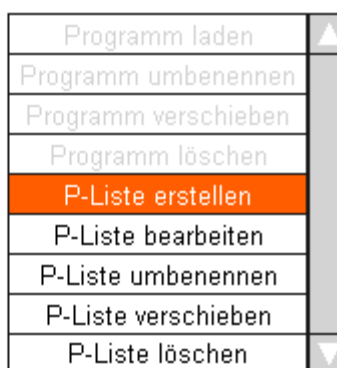 Programm laden
Programm umbenennen
Programm verschieben
Programm löschen
P-Liste erstellen
P-Liste bearbeiten
P-Liste umbenennen
P-Liste verschieben
P-Liste löschen